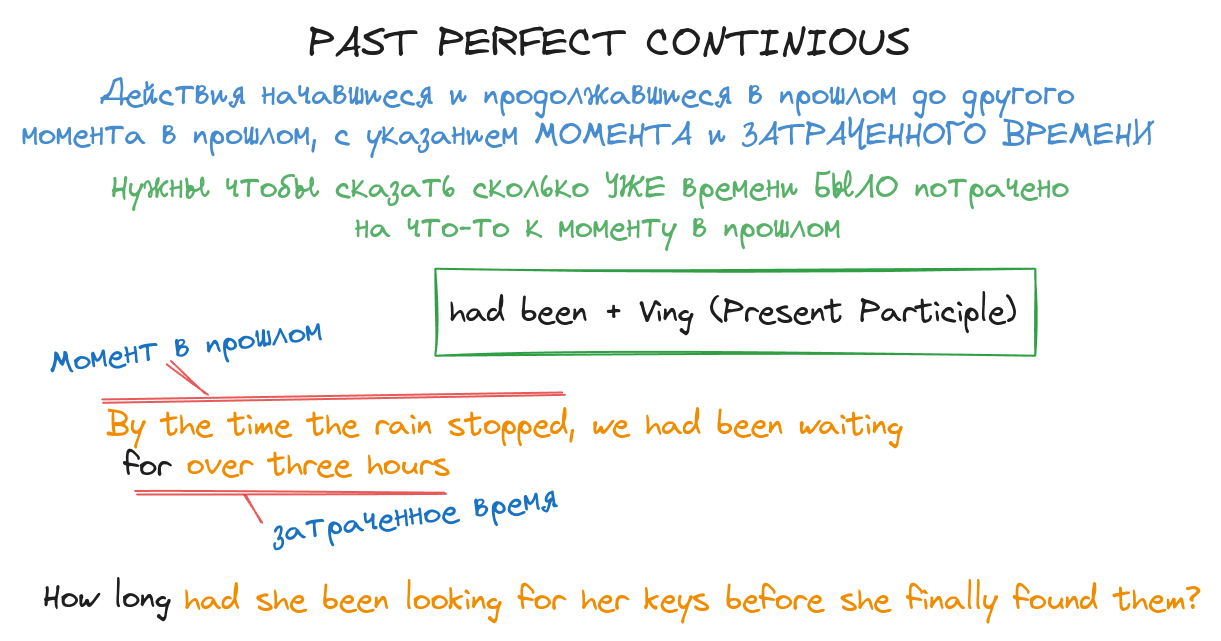 PAST PERFECT CONTINIOUS
Действия начавшиеся и продолжавшиеся в прошлом до другого
момента в прошлом, с указанием МОМЕНТА и ЗАТРАЧЕННОГО ВРЕМЕНИ
Нужны чтобы сказать сколько УЖЕ времени БЫЛО потрачено
на что-то к моменту в прошлом
had been + Ving (Present Participle)
момент в прошлом
By the time the rain stopped, we had been waiting
for over three hours
затраченное время
How long had she been looking for her keys before she finally found them?